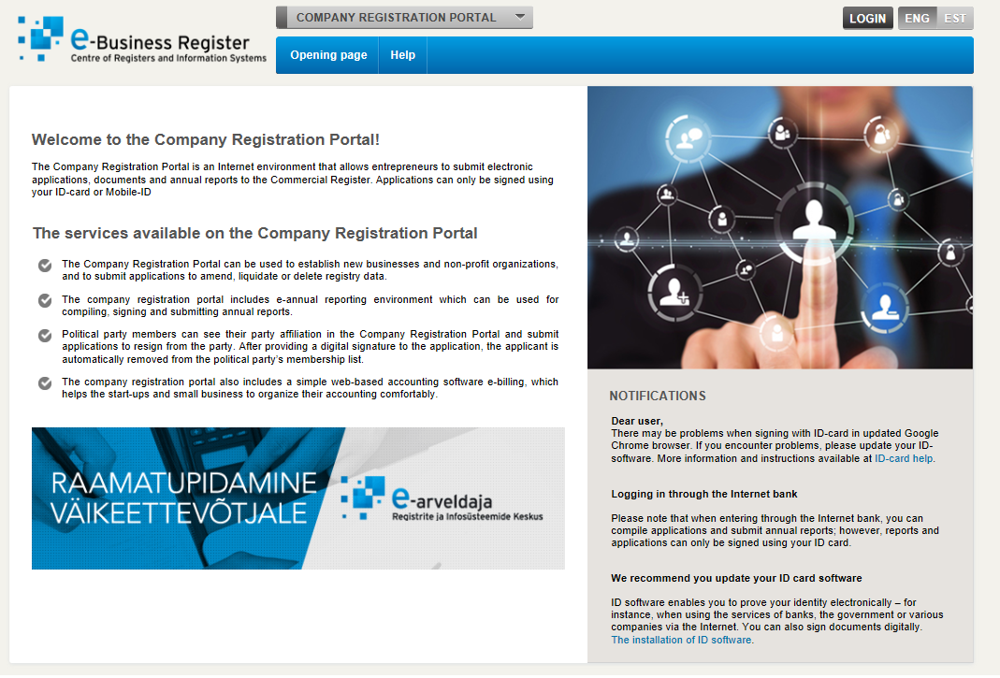 COMPANY REGISTRATION PORTAL
LOGIN
ENG
EST
e-Business Register
Centre of Registers and Information Systems
Opening page
Help
Welcome to the Company Registration Portal!
The Company Registration Portal is an Internet environment that allows entrepreneurs to submit electronic
applications, documents and annual reports to the Commercial Register. Applications can only be signed using
your ID-card or Mobile-ID
The services available on the Company Registration Portal
The Company Registration Portal can be used to establish new businesses and non-profit organizations,
and to submit applications to amend, liquidate or delete registry data.
The company registration portal includes e-annual reporting environment which can be used for
compiling, signing and submitting annual reports.
Political party members can see their party affiliation in the Company Registration Portal and submit
applications to resign from the party. After providing a digital signature to the application, the applicant is
automatically removed from the political party's membership list.
The company registration portal also includes a simple web-based accounting software e-billing, which
helps the start-ups and small business to organize their accounting comfortably.
RAAMATUPIDAMINE
VÄIKEETTEVÕTJALE
e-arveldaja
Registrite ja Infosüsteemide Keskus
NOTIFICATIONS
Dear user,
There may be problems when signing with ID-card in updated Google
Chrome browser. If you encounter problems, please update your ID-
software. More information and instructions available at ID-card help.
Logging in through the Internet bank
Please note that when entering through the Internet bank, you can
compile applications and submit annual reports; however, reports and
applications can only be signed using your ID card.
We recommend you update your ID card software
ID software enables you to prove your identity electronically – for
instance, when using the services of banks, the government or various
companies via the Internet. You can also sign documents digitally.
The installation of ID software.